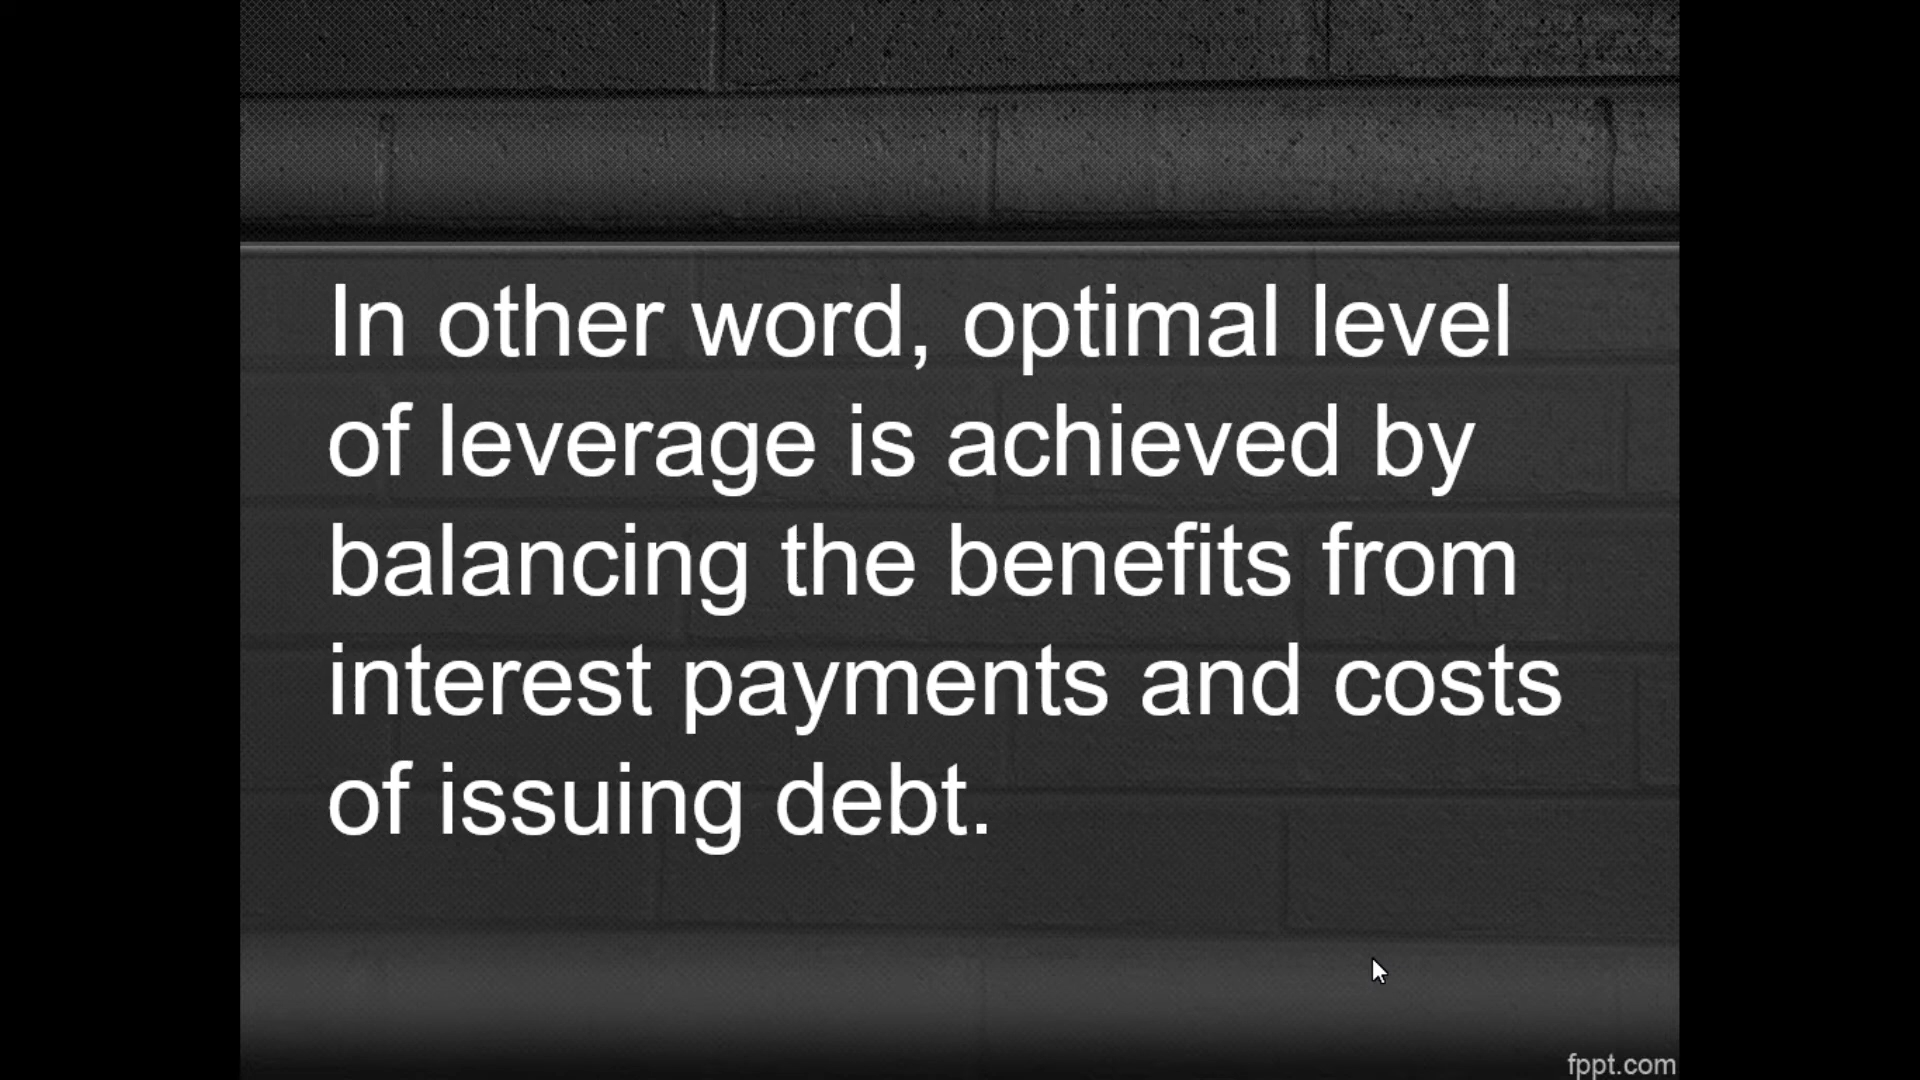 In other word, optimal level
of leverage is achieved by
balancing the benefits from
interest payments and costs
of issuing debt.
fppt.com